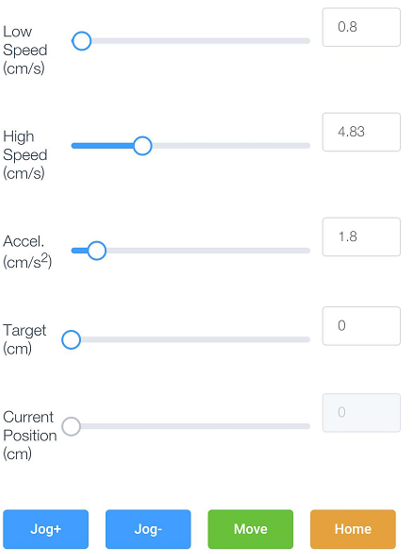 Low
Speed
(cm/s)
0.8
High
Speed
(cm/s)
4.83
Accel.
(cm/s²)
1.8
Target
(cm)
0
Current
Position
(cm)
0
Jog+ Jog- Move Home